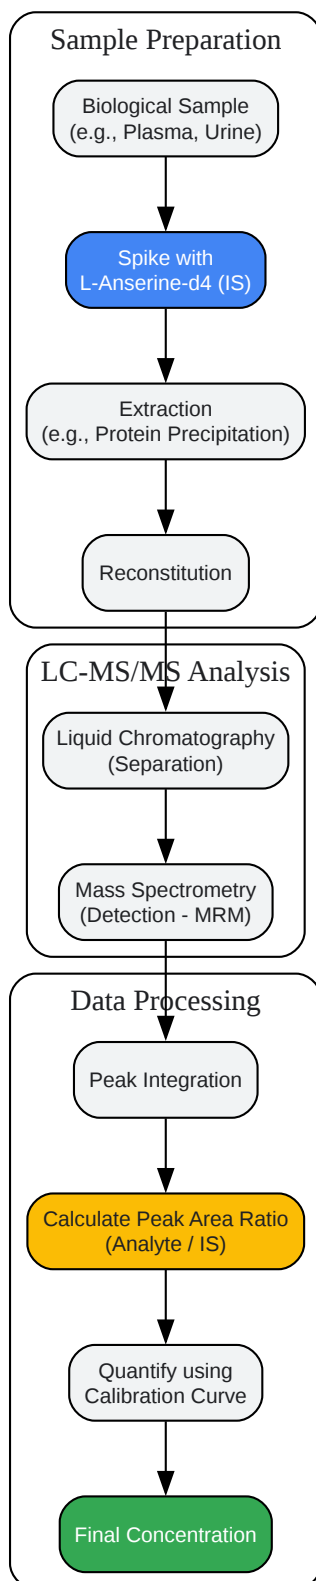 Sample Preparation
Biological Sample
(e.g., Plasma, Urine)
Spike with
L-Anserine-d4 (IS)
Extraction
(e.g., Protein Precipitation)
Reconstitution
LC-MS/MS Analysis
Liquid Chromatography
(Separation)
Mass Spectrometry
(Detection - MRM)
Data Processing
Peak Integration
Calculate Peak Area Ratio
(Analyte / IS)
Quantify using
Calibration Curve
Final Concentration